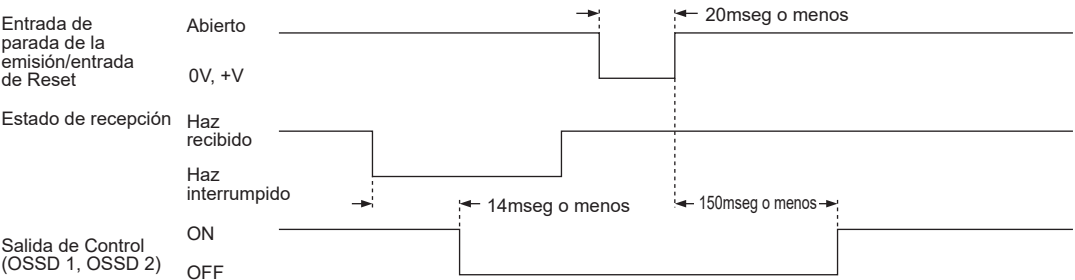 Entrada de
parada de la
emisión/entrada
de Reset
Abierto
0V, +V
20mseg o menos
Estado de recepción
Haz
recibido
Haz
interrumpido
14mseg o menos
150mseg o menos
Salida de Control
(OSSD 1, OSSD 2)
ON
OFF